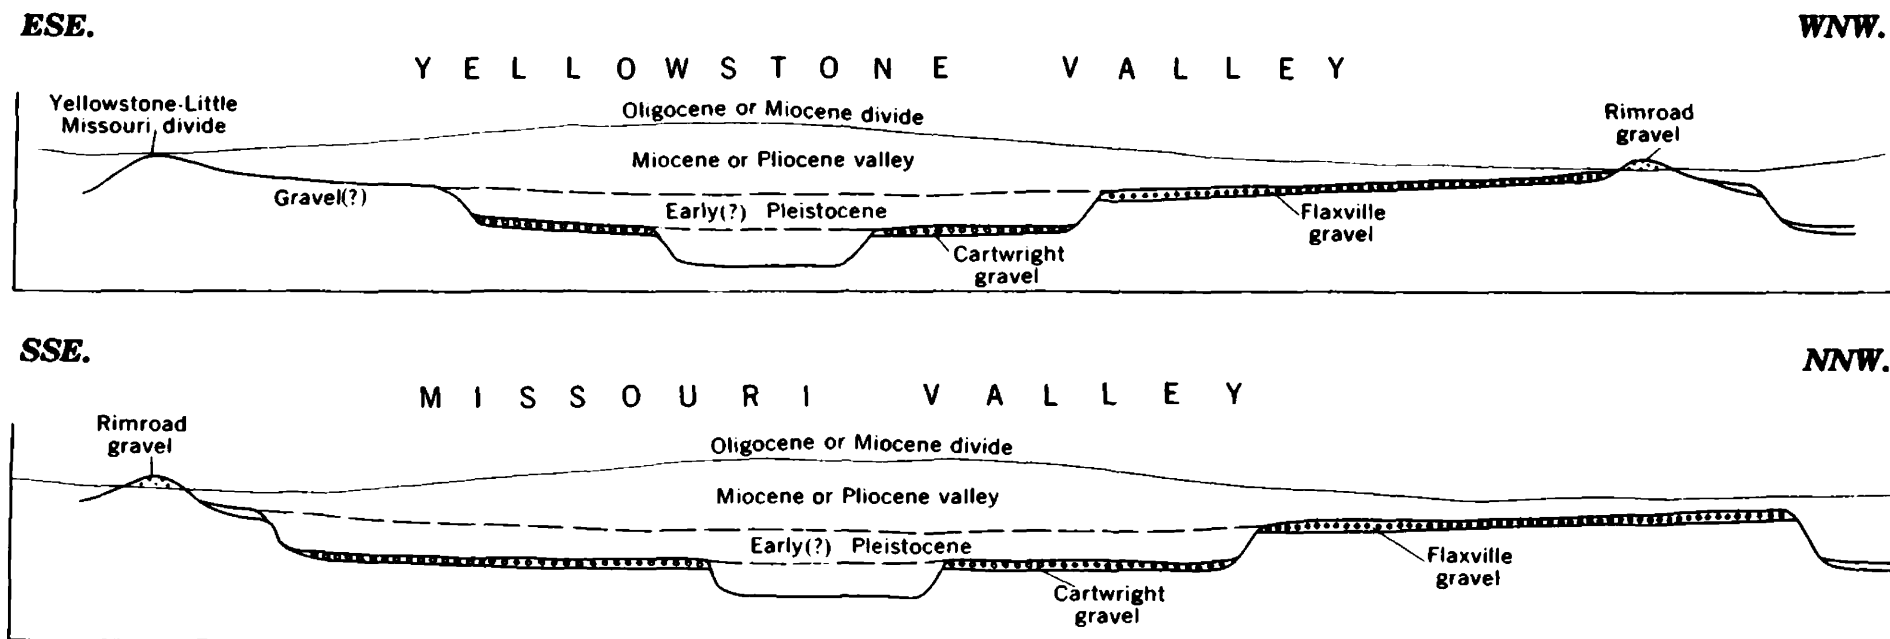 ESE.
WNW.
YELLOWSTONE VALLEY
Yellowstone-Little
Missouri divide
Oligocene or Miocene divide
Rimroad
gravel
Miocene or Pliocene valley
Gravel(?)
Early(?) Pleistocene
Flaxville
gravel
Cartwright
gravel
SSE.
NNW.
MISSOURI VALLEY
Rimroad
gravel
Oligocene or Miocene divide
Miocene or Pliocene valley
Early(?) Pleistocene
Flaxville
gravel
Cartwright
gravel